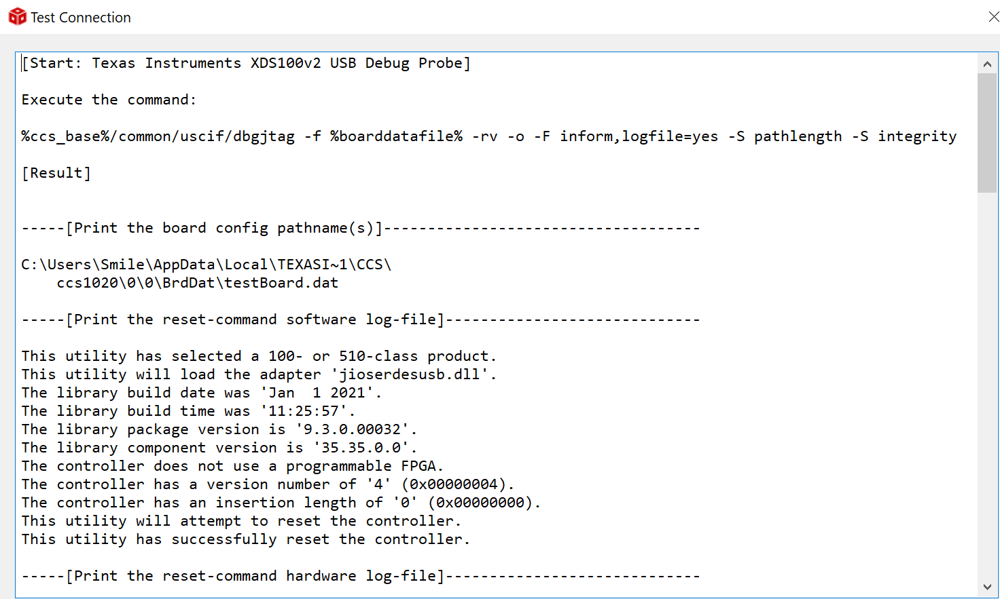 Test Connection
[Start: Texas Instruments XDS100v2 USB Debug Probe]
Execute the command:
%ccs_base%/common/uscif/dbgjtag -f %boarddatafile% -rv -o -F inform,logfile=yes -S pathlength -S integrity
[Result]
-----[Print the board config pathname(s)]------------------------------------
C:\Users\Smile\AppData\Local\TEXASI~1\CCS\
    ccs1020\0\0\BrdDat\testBoard.dat
-----[Print the reset-command software log-file]-----------------------------
This utility has selected a 100- or 510-class product.
This utility will load the adapter 'jioserdesusb.dll'.
The library build date was 'Jan  1 2021'.
The library build time was '11:25:57'.
The library package version is '9.3.0.00032'.
The library component version is '35.35.0.0'.
The controller does not use a programmable FPGA.
The controller has a version number of '4' (0x00000004).
The controller has an insertion length of '0' (0x00000000).
This utility will attempt to reset the controller.
This utility has successfully reset the controller.
-----[Print the reset-command hardware log-file]-----------------------------